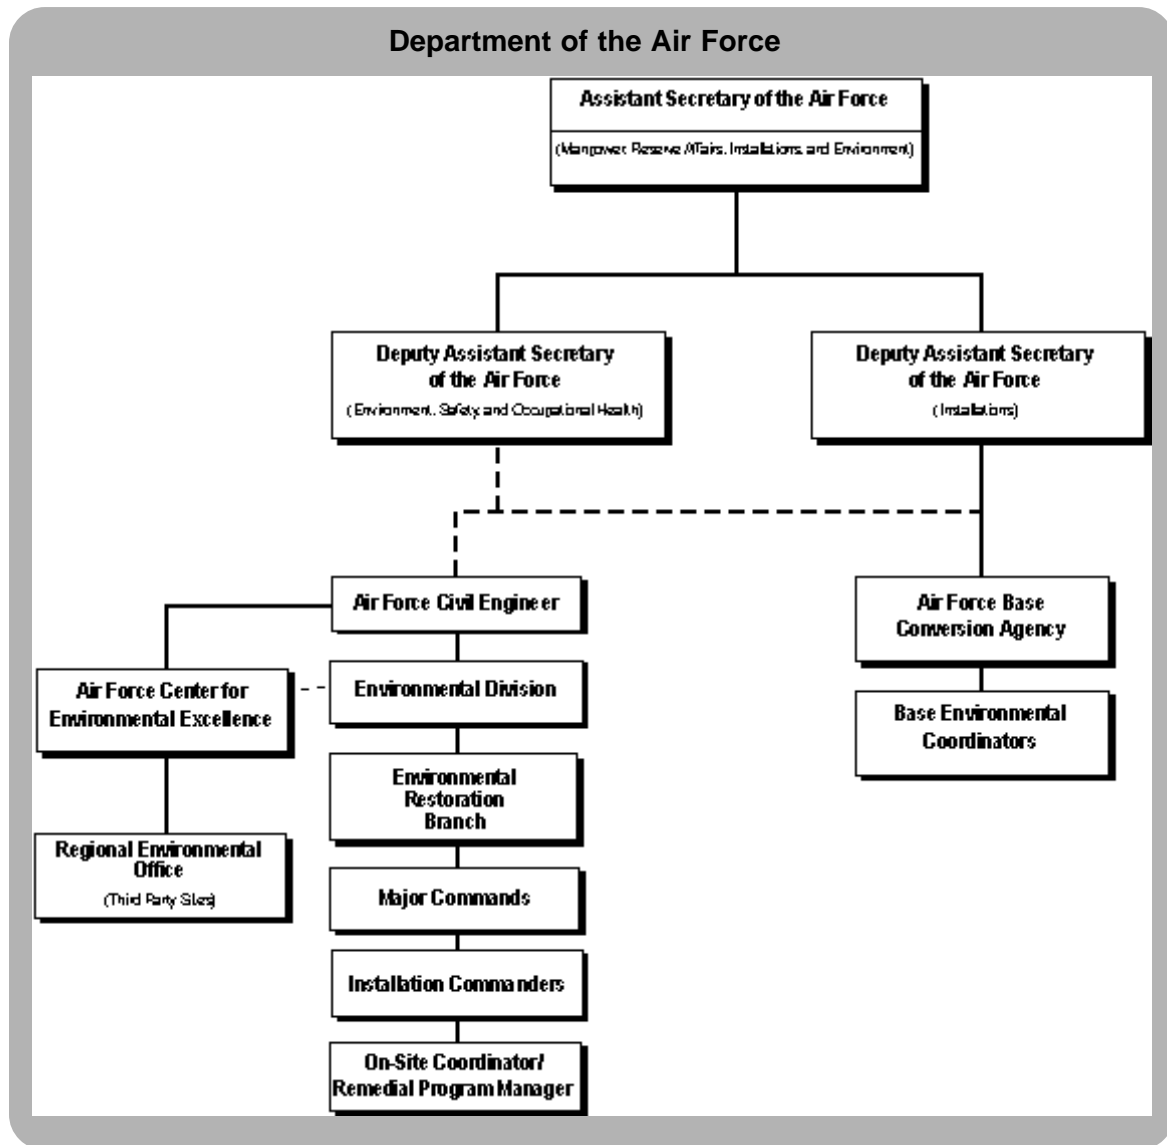 Department of the Air Force
Assistant Secretary of the Air Force
(Manpower, Reserve Affairs, Installations, and Environment)
Deputy Assistant Secretary
of the Air Force
(Environment, Safety, and Occupational Health)
Deputy Assistant Secretary
of the Air Force
(Installations)
Air Force Civil Engineer
Air Force Base
Conversion Agency
Air Force Center for
Environmental Excellence
Environmental Division
Base Environmental
Coordinators
Environmental
Restoration
Branch
Regional Environmental
Office
(Third Party Sites)
Major Commands
Installation Commanders
On-Site Coordinator/
Remedial Program Manager